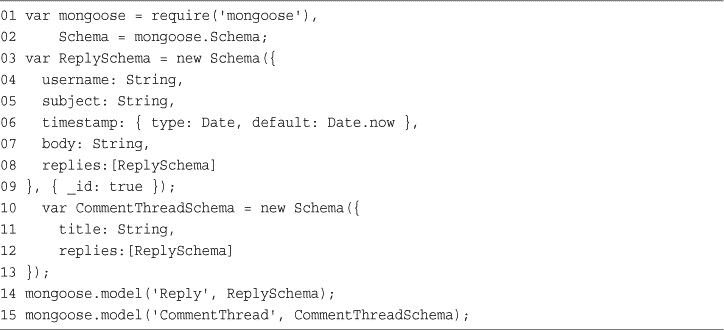 01 var mongoose = require('mongoose'),
02     Schema = mongoose.Schema;
03 var ReplySchema = new Schema({
04   username: String,
05   subject: String,
06   timestamp: { type: Date, default: Date.now },
07   body: String,
08   replies:[ReplySchema]
09 }, { _id: true });
10   var CommentThreadSchema = new Schema({
11     title: String,
12     replies:[ReplySchema]
13 });
14 mongoose.model('Reply', ReplySchema);
15 mongoose.model('CommentThread', CommentThreadSchema);